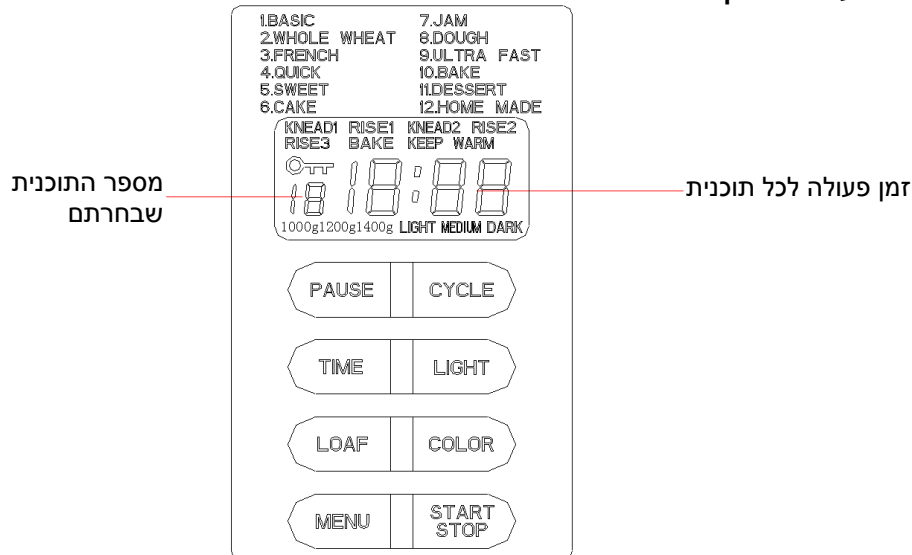 1.BASIC 7.JAM
2.WHOLE WHEAT 8.DOUGH
3.FRENCH 9.ULTRA FAST
4.QUICK 10.BAKE
5.SWEET 11.DESSERT
6.CAKE 12.HOME MADE
KNEAD1 RISE1 KNEAD2 RISE2
RISE3 BAKE KEEP WARM
18:88
18
1000g1200g1400g LIGHT MEDIUM DARK
מספר התוכנית
שבחרתם
זמן פעולה לכל תוכנית
PAUSE CYCLE
TIME LIGHT
LOAF COLOR
MENU START
STOP